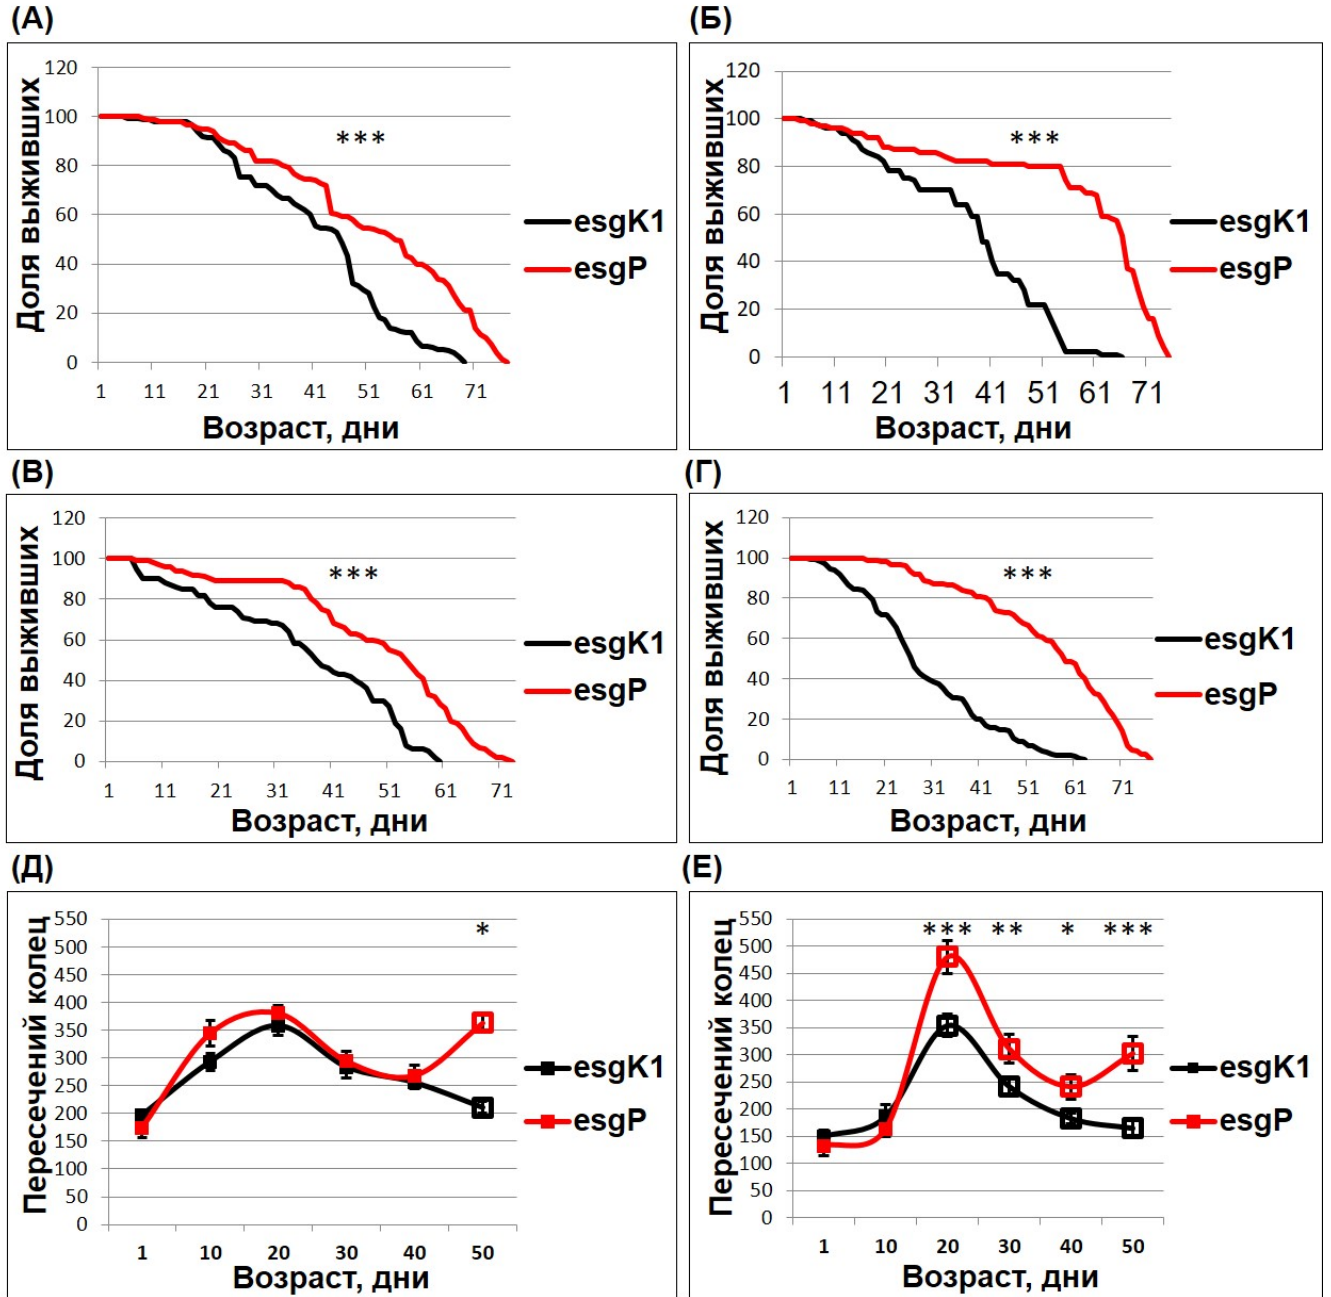 (А)
120
100
80
60
40
20
0
Доля выживших
***
esgK1
esgP
1 11 21 31 41 51 61 71
Возраст, дни
(Б)
120
100
80
60
40
20
0
Доля выживших
***
esgK1
esgP
1 11 21 31 41 51 61 71
Возраст, дни
(В)
120
100
80
60
40
20
0
Доля выживших
***
esgK1
esgP
1 11 21 31 41 51 61 71
Возраст, дни
(Г)
120
100
80
60
40
20
0
Доля выживших
***
esgK1
esgP
1 11 21 31 41 51 61 71
Возраст, дни
(Д)
550
500
450
400
350
300
250
200
150
100
50
0
Пересечений колец
*
esgK1
esgP
1 10 20 30 40 50
Возраст, дни
(Е)
550
500
450
400
350
300
250
200
150
100
50
0
Пересечений колец
*** ** * ***
esgK1
esgP
1 10 20 30 40 50
Возраст, дни